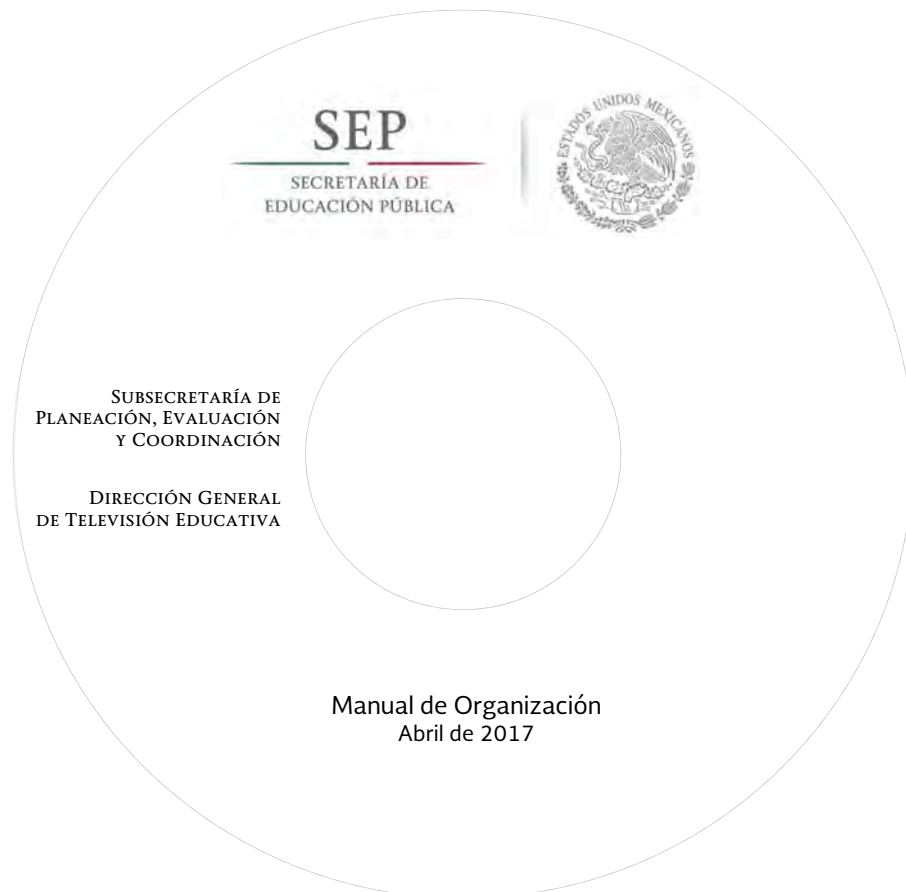 SEP
SECRETARÍA DE
EDUCACIÓN PÚBLICA
ESTADOS UNIDOS MEXICANOS
SUBSECRETARÍA DE
PLANEACIÓN, EVALUACIÓN
Y COORDINACIÓN
DIRECCIÓN GENERAL
DE TELEVISIÓN EDUCATIVA
Manual de Organización
Abril de 2017